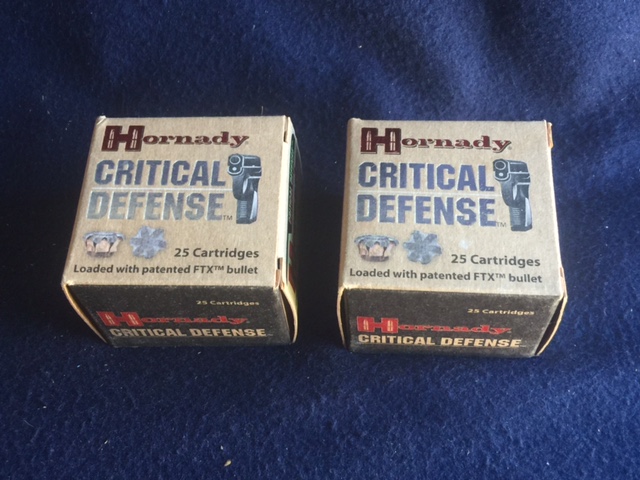 Hornady
CRITICAL
DEFENSE™
25 Cartridges
Loaded with patented FTX™ bullet
25 Cartridges
Hornady
CRITICAL DEFENSE
Hornady
CRITICAL
DEFENSE™
25 Cartridges
Loaded with patented FTX™ bullet
25 Cartridges
Hornady
CRITICAL DEFENSE